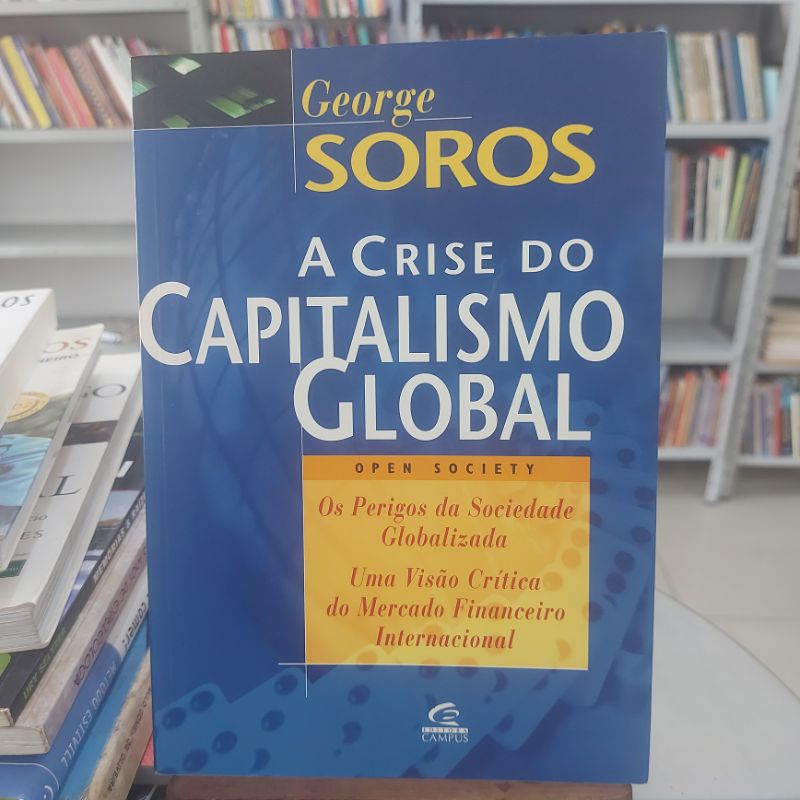 George
SOROS
A CRISE DO
CAPITALISMO
GLOBAL
OPEN SOCIETY
Os Perigos da Sociedade
Globalizada
Uma Visão Crítica
do Mercado Financeiro
Internacional
EDITORA
CAMPUS